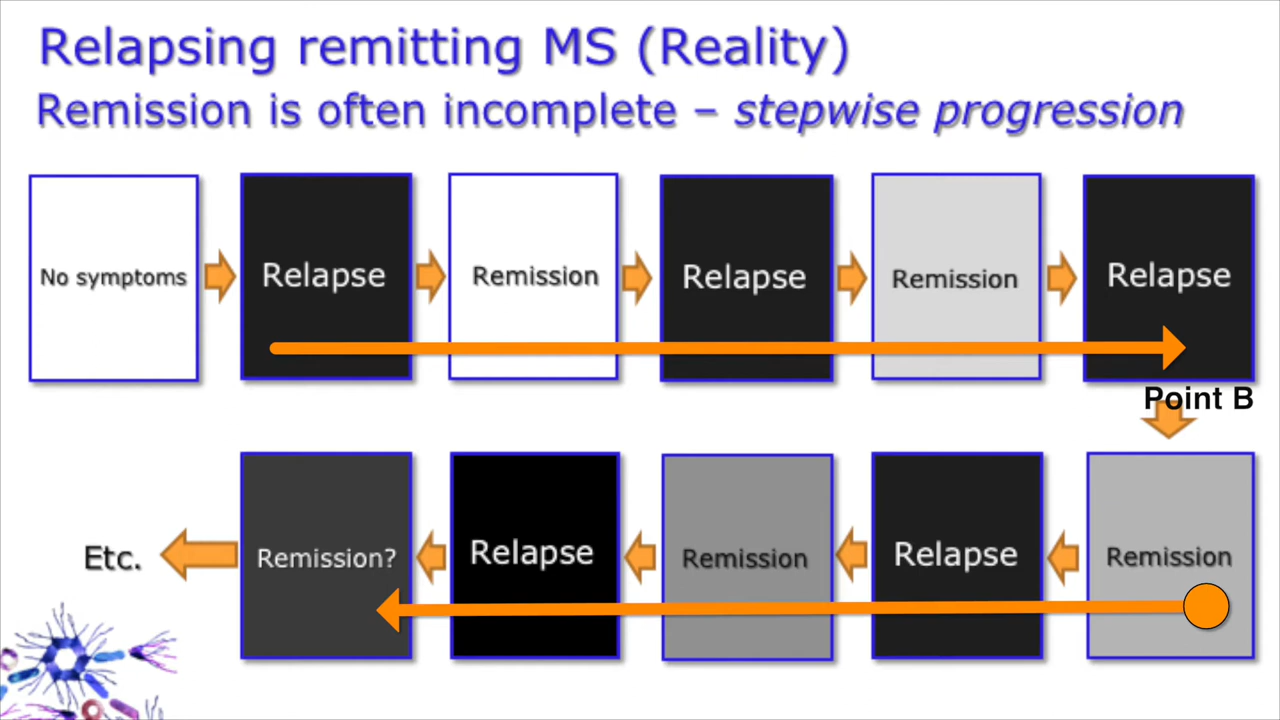 Relapsing remitting MS (Reality)
Remission is often incomplete – stepwise progression
No symptoms
Relapse
Remission
Relapse
Remission
Relapse
Point B
Remission
Relapse
Remission
Relapse
Remission?
Etc.